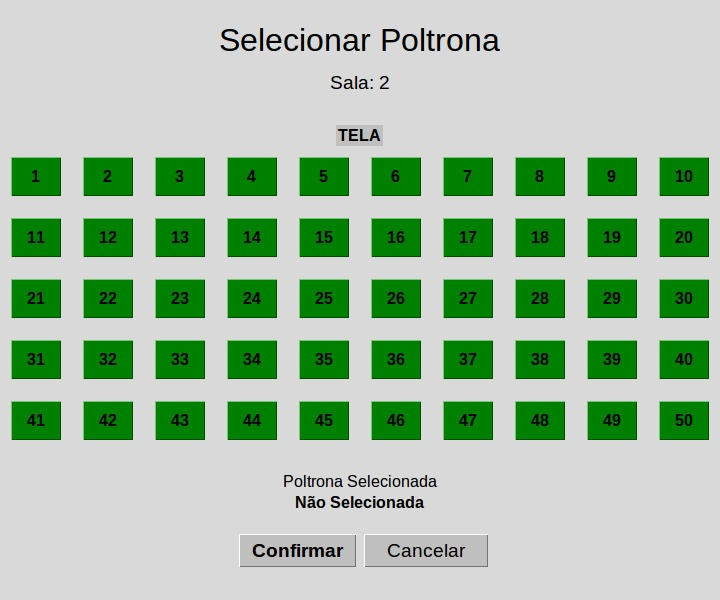 Selecionar Poltrona
Sala: 2
TELA
1 2 3 4 5 6 7 8 9 10
11 12 13 14 15 16 17 18 19 20
21 22 23 24 25 26 27 28 29 30
31 32 33 34 35 36 37 38 39 40
41 42 43 44 45 46 47 48 49 50
Poltrona Selecionada
Não Selecionada
Confirmar Cancelar